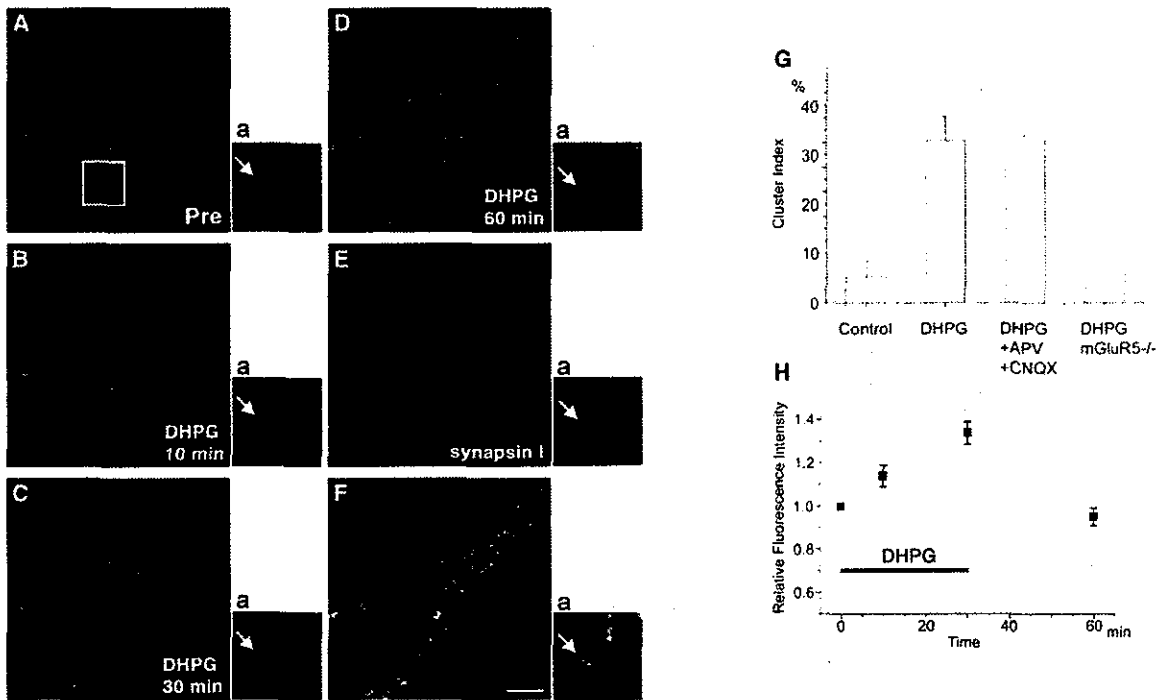 A
Pre
a
B
DHPG
10 min
a
C
DHPG
30 min
a
D
DHPG
60 min
a
E
synapsin I
a
F
a
G
%
Cluster Index
40
30
20
10
0
Control
DHPG
DHPG
+APV
+CNQX
DHPG
mGluR5-/-
H
Relative Fluorescence Intensity
1.4
1.2
1.0
0.8
0.6
DHPG
0
20
40
60
min
Time